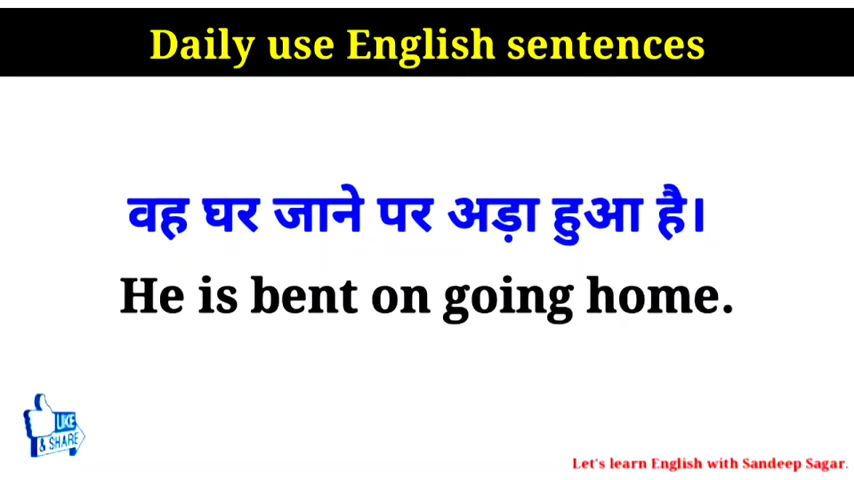 Daily use English sentences
वह घर जाने पर अड़ा हुआ है।
He is bent on going home.
LIKE
& SHARE
Let's learn English with Sandeep Sagar.